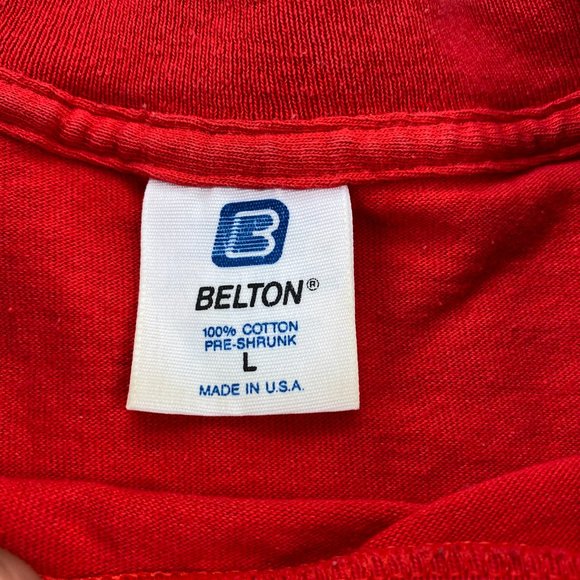 B
BELTON®
100% COTTON
PRE-SHRUNK
L
MADE IN U.S.A.